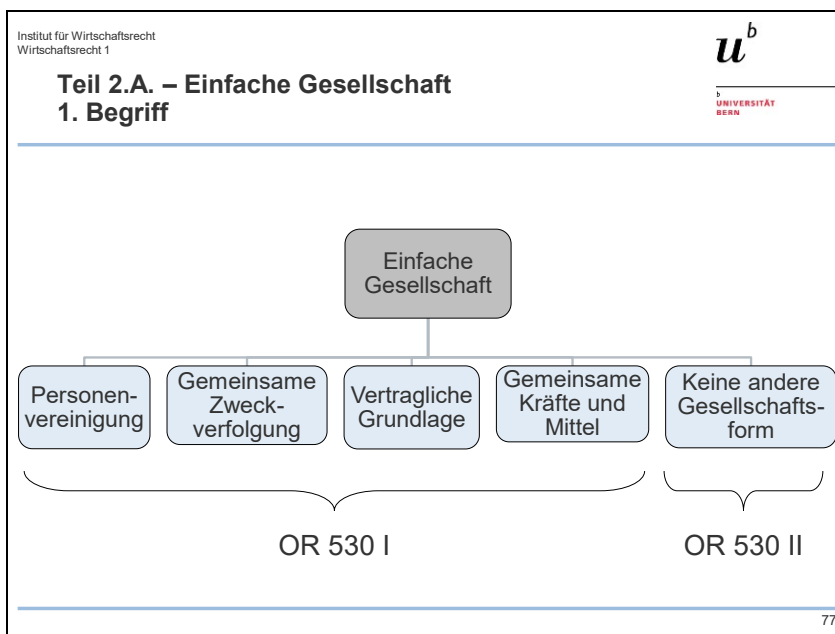 Institut für Wirtschaftsrecht
Wirtschaftsrecht 1
u^b
b
UNIVERSITÄT
BERN
Teil 2.A. – Einfache Gesellschaft
1. Begriff
Einfache
Gesellschaft
Personen-
vereinigung
Gemeinsame
Zweck-
verfolgung
Vertragliche
Grundlage
Gemeinsame
Kräfte und
Mittel
Keine andere
Gesellschafts-
form
OR 530 I
OR 530 II
77